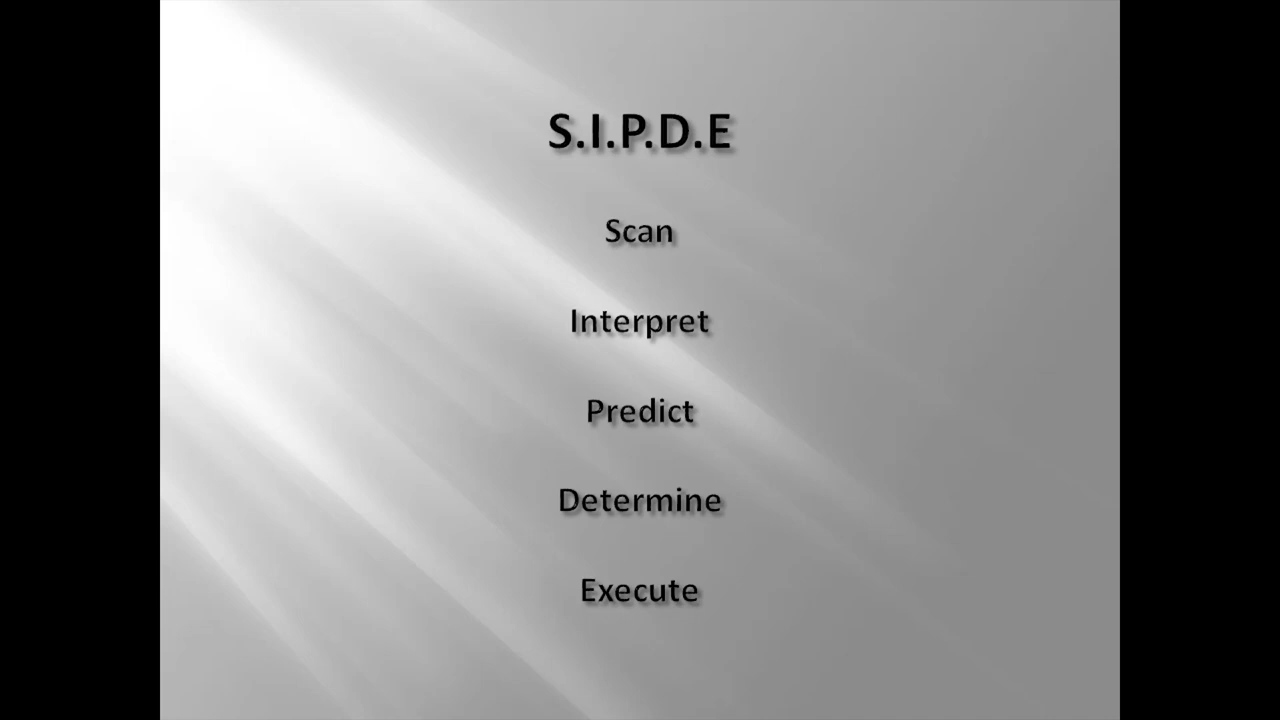 S.I.P.D.E
Scan
Interpret
Predict
Determine
Execute